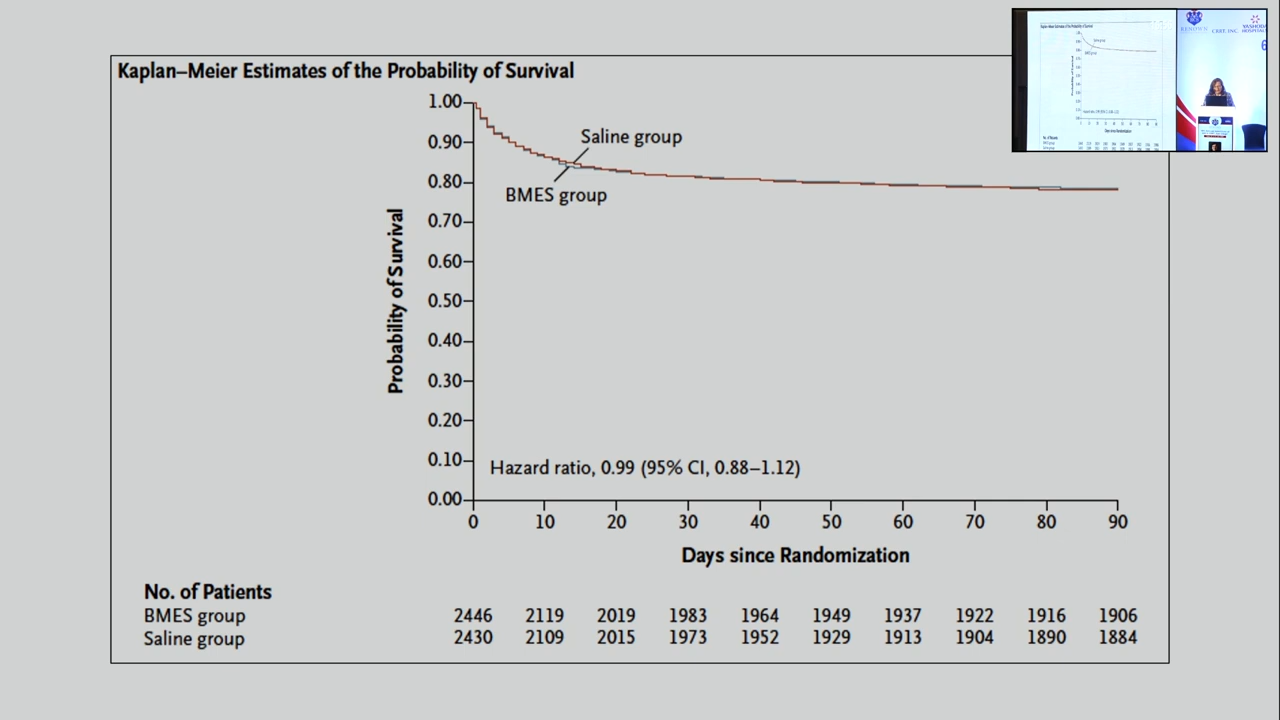 Kaplan–Meier Estimates of the Probability of Survival
1.00
0.90
0.80
0.70
0.60
0.50
0.40
0.30
0.20
0.10
0.00
Probability of Survival
Saline group
BMES group
Hazard ratio, 0.99 (95% CI, 0.88–1.12)
0 10 20 30 40 50 60 70 80 90
Days since Randomization
No. of Patients
BMES group 2446 2119 2019 1983 1964 1949 1937 1922 1916 1906
Saline group 2430 2109 2015 1973 1952 1929 1913 1904 1890 1884
YASHODA